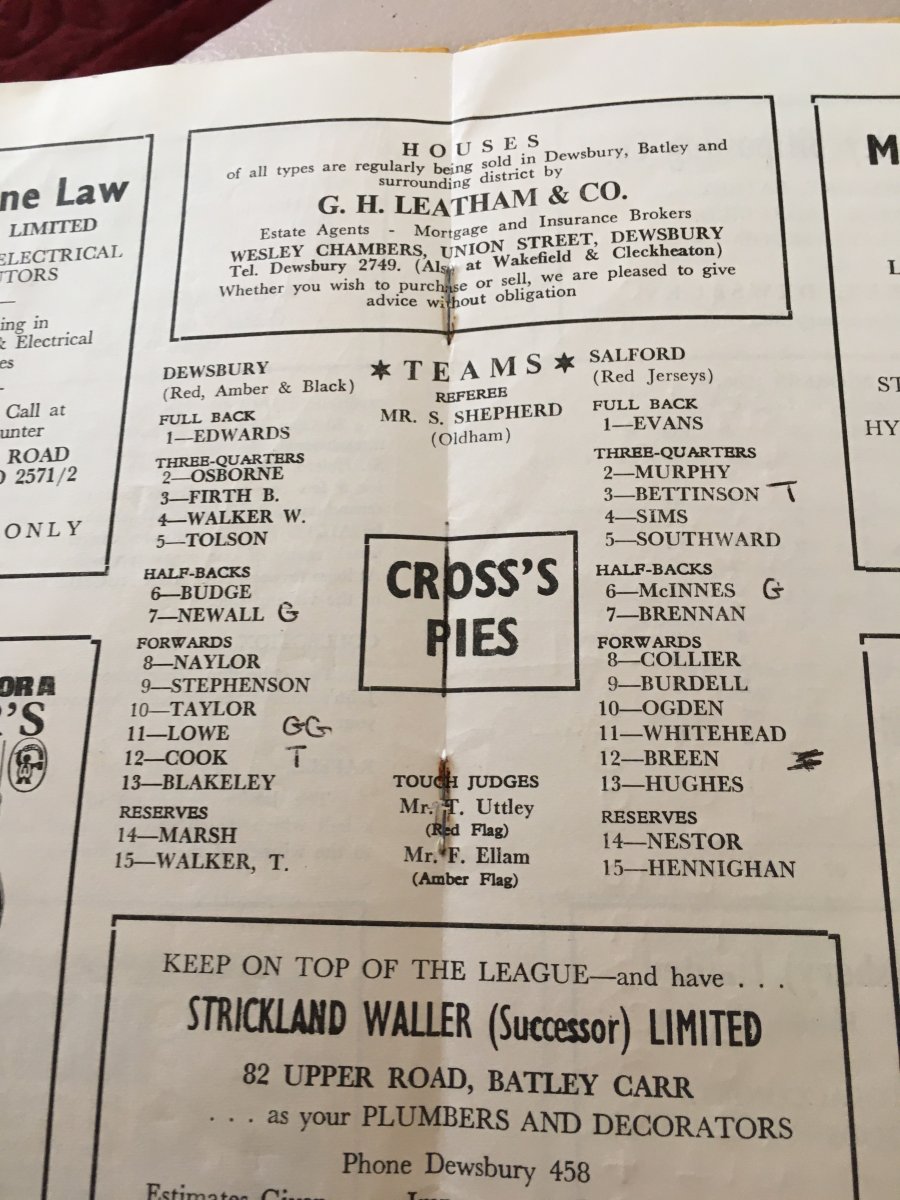 ne Law
LIMITED
ELECTRICAL
UTORS
ing in
& Electrical
es
Call at
unter
ROAD
2571/2
ONLY
HOUSES
of all types are regularly being sold in Dewsbury, Batley and
surrounding district by
G. H. LEATHAM & CO.
Estate Agents - Mortgage and Insurance Brokers
WESLEY CHAMBERS, UNION STREET, DEWSBURY
Tel. Dewsbury 2749. (Also at Wakefield & Cleckheaton)
Whether you wish to purchase or sell, we are pleased to give
advice without obligation
DEWSBURY
(Red, Amber & Black)
FULL BACK
1—EDWARDS
THREE-QUARTERS
2—OSBORNE
3—FIRTH B.
4—WALKER W.
5—TOLSON
HALF-BACKS
6—BUDGE
7—NEWALL G
FORWARDS
8—NAYLOR
9—STEPHENSON
10—TAYLOR
11—LOWE GG
12—COOK T
13—BLAKELEY
RESERVES
14—MARSH
15—WALKER, T.
★ TEAMS ★
REFEREE
MR. S. SHEPHERD
(Oldham)
CROSS'S
PIES
TOUCH JUDGES
Mr. T. Uttley
(Red Flag)
Mr. F. Ellam
(Amber Flag)
SALFORD
(Red Jerseys)
FULL BACK
1—EVANS
THREE-QUARTERS
2—MURPHY
3—BETTINSON T
4—SIMS
5—SOUTHWARD
HALF-BACKS
6—McINNES G
7—BRENNAN
FORWARDS
8—COLLIER
9—BURDELL
10—OGDEN
11—WHITEHEAD
12—BREEN
13—HUGHES
RESERVES
14—NESTOR
15—HENNIGHAN
M
L
ST
HY
OR A
'S
KEEP ON TOP OF THE LEAGUE—and have . . .
STRICKLAND WALLER (Successor) LIMITED
82 UPPER ROAD, BATLEY CARR
. . . as your PLUMBERS AND DECORATORS
Phone Dewsbury 458
Estimates Given